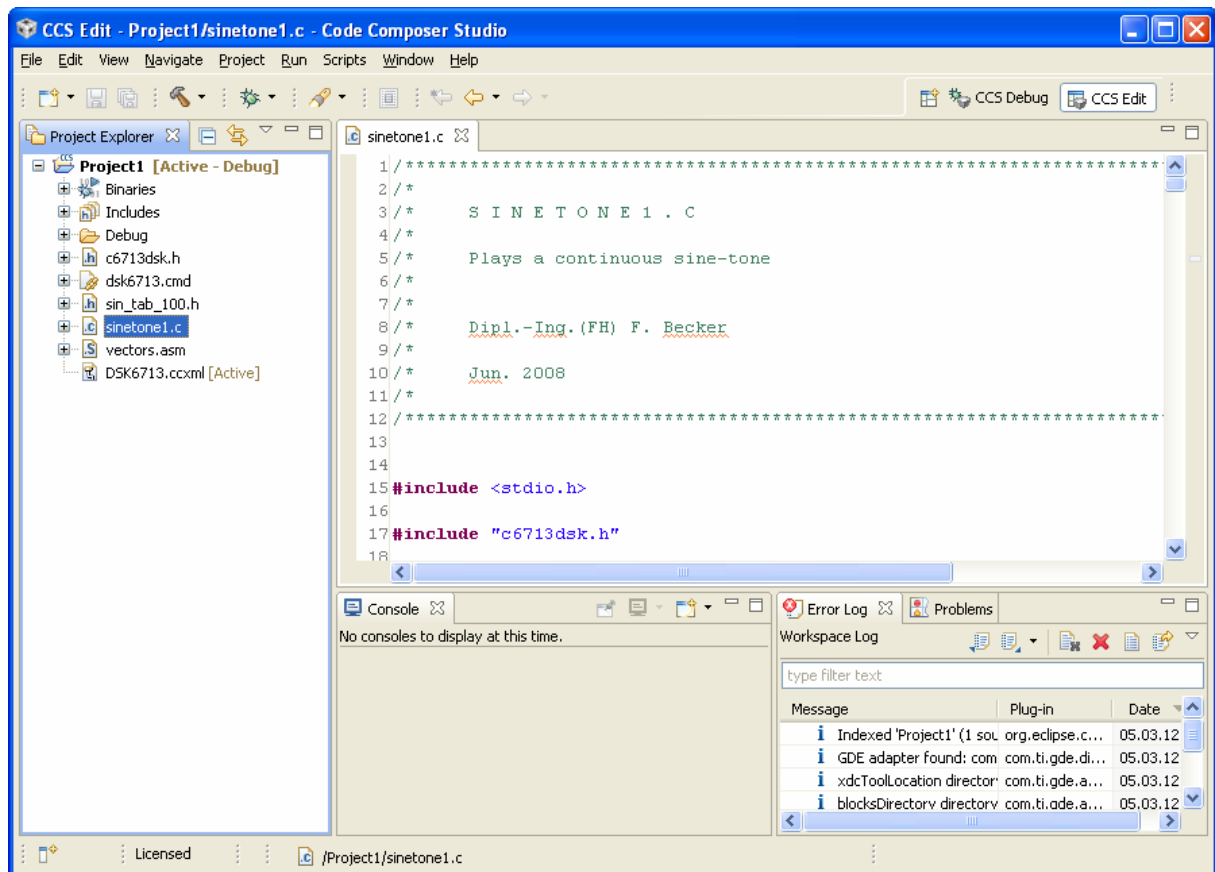 CCS Edit - Project1/sinetone1.c - Code Composer Studio
File Edit View Navigate Project Run Scripts Window Help
CCS Debug CCS Edit
Project Explorer
Project1 [Active - Debug]
Binaries
Includes
Debug
c6713dsk.h
dsk6713.cmd
sin_tab_100.h
sinetone1.c
vectors.asm
DSK6713.ccxml [Active]
sinetone1.c
1 /***********************************************************************
2 /*
3 /* S I N E T O N E 1 . C
4 /*
5 /* Plays a continuous sine-tone
6 /*
7 /*
8 /* Dipl.-Ing.(FH) F. Becker
9 /*
10 /* Jun. 2008
11 /*
12 /***********************************************************************
13
14
15 #include <stdio.h>
16
17 #include "c6713dsk.h"
18
Console
No consoles to display at this time.
Error Log Problems
Workspace Log
type filter text
Message Plug-in Date
Indexed 'Project1' (1 sou org.eclipse.c... 05.03.12
GDE adapter found: com com.ti.gde.di... 05.03.12
xdcToolLocation director com.ti.gde.a... 05.03.12
blocksDirectory directory com.ti.gde.a... 05.03.12
Licensed /Project1/sinetone1.c